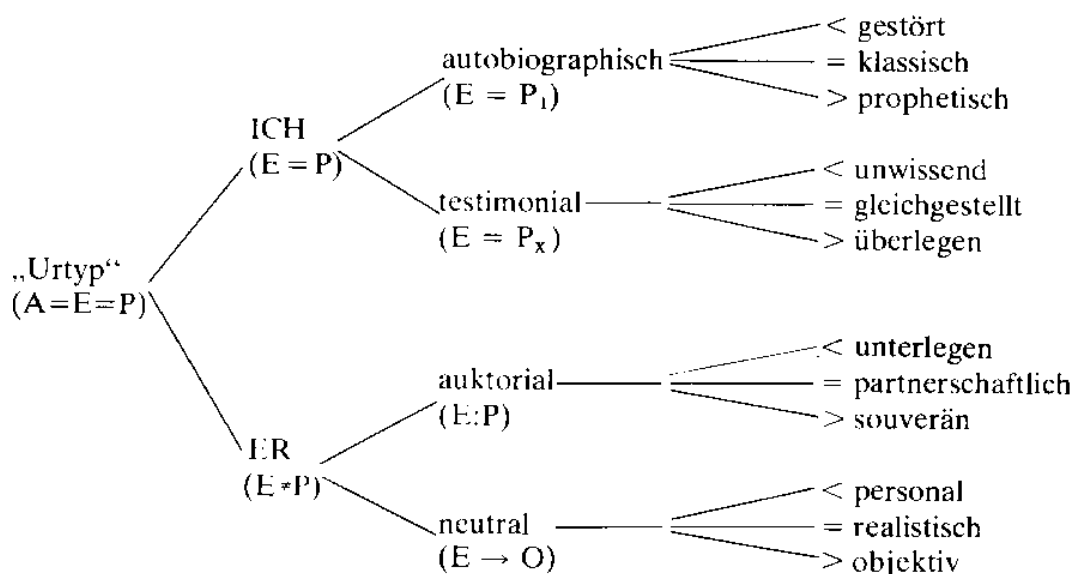 < gestört
autobiographisch = klassisch
(E = P₁) > prophetisch
ICH
(E = P)
< unwissend
testimonial = gleichgestellt
(E = Pₓ) > überlegen
„Urtyp“
(A=E=P)
< unterlegen
auktorial = partnerschaftlich
(E:P) > souverän
ER
(E≠P)
< personal
neutral = realistisch
(E → O) > objektiv